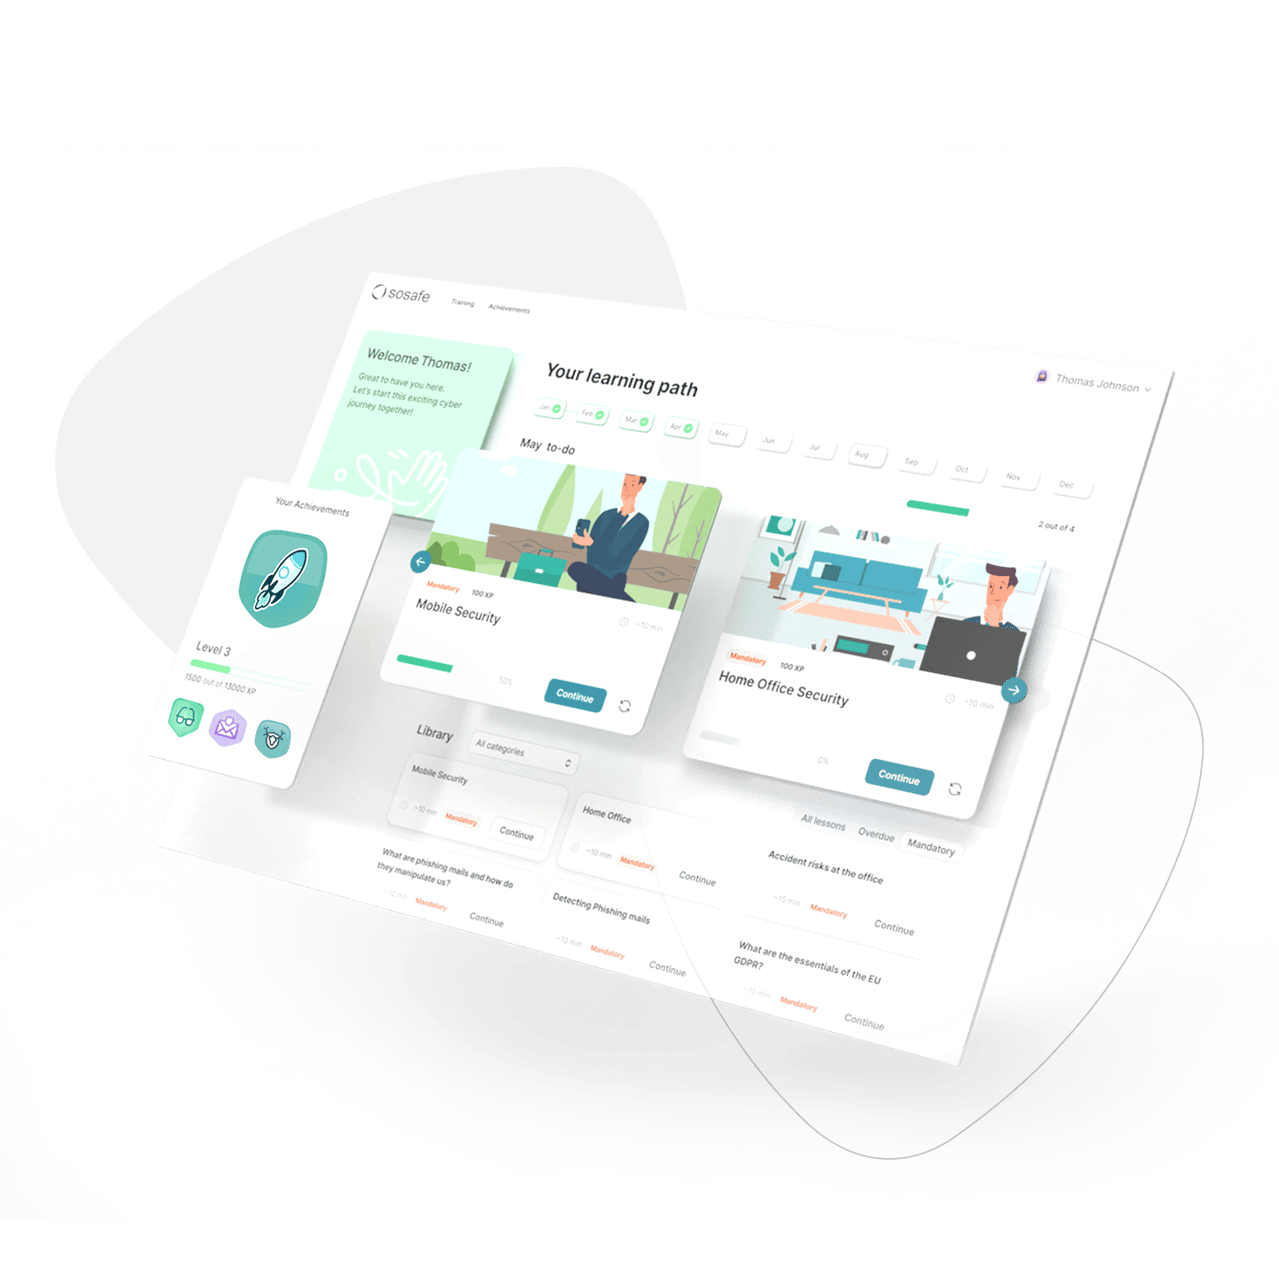 sosafe
Training
Achievements
Thomas Johnson
Welcome Thomas!
Great to have you here.
Let's start this exciting cyber
journey together!
Your learning path
Jan
Feb
Mar
Apr
May
Jun
Jul
Aug
Sep
Oct
Nov
Dec
May to-do
2 out of 4
Your Achievements
Level 3
1500 out of 13000 XP
Mandatory
100 XP
Mobile Security
~10 min
50%
Continue
Mandatory
100 XP
Home Office Security
~10 min
0%
Continue
Library
All categories
All lessons
Overdue
Mandatory
Mobile Security
~10 min
Mandatory
Continue
Home Office
~10 min
Mandatory
Continue
Accident risks at the office
~10 min
Mandatory
Continue
What are phishing mails and how do
they manipulate us?
~10 min
Mandatory
Continue
Detecting Phishing mails
~10 min
Mandatory
Continue
What are the essentials of the EU
GDPR?
~10 min
Mandatory
Continue